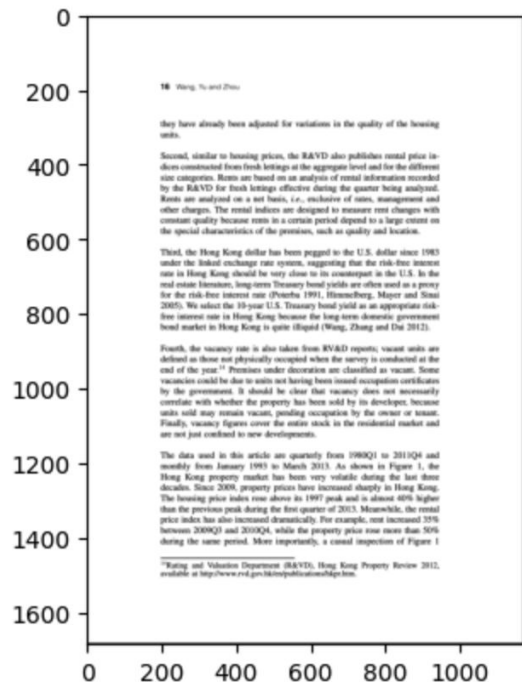 0
200
400
600
800
1000
1200
1400
1600
0 200 400 600 800 1000
16 Wang, Yu and Zhou
they have already been adjusted for variations in the quality of the housing
units.
Second, similar to housing prices, the R&VD also publishes rental price in-
dices constructed from fresh lettings at the aggregate level and for the different
size categories. Rents are based on an analysis of rental information recorded
by the R&VD for fresh lettings effective during the quarter being analyzed.
Rents are analyzed on a net basis, i.e., exclusive of rates, management and
other charges. The rental indices are designed to measure rent changes with
constant quality because rents in a certain period depend to a large extent on
the special characteristics of the premises, such as quality and location.
Third, the Hong Kong dollar has been pegged to the U.S. dollar since 1983
under the linked exchange rate system, suggesting that the risk-free interest
rate in Hong Kong should be very close to its counterpart in the U.S. In the
real estate literature, long-term Treasury bond yields are often used as a proxy
for the risk-free interest rate (Poterba 1991, Himmelberg, Mayer and Sinai
2005). We select the 10-year U.S. Treasury bond yield as an appropriate risk-
free interest rate in Hong Kong because the long-term domestic government
bond market in Hong Kong is quite illiquid (Wang, Zhang and Dai 2012).
Fourth, the vacancy rate is also taken from RV&D reports; vacant units are
defined as those not physically occupied when the survey is conducted at the
end of the year. Premises under decoration are classified as vacant. Some
vacancies could be due to units not having been issued occupation certificates
by the government. It should be clear that vacancy does not necessarily
correlate with whether the property has been sold by its developer, because
units sold may remain vacant, pending occupation by the owner or tenant.
Finally, vacancy figures cover the entire stock in the residential market and
are not just confined to new developments.
The data used in this article are quarterly from 1980Q1 to 2011Q4 and
monthly from January 1993 to March 2013. As shown in Figure 1, the
Hong Kong property market has been very volatile during the last three
decades. Since 2009, property prices have increased sharply in Hong Kong.
The housing price index rose above its 1997 peak and is almost 40% higher
than the previous peak during the first quarter of 2013. Meanwhile, the rental
price index has also increased dramatically. For example, rent increased 35%
between 2009Q3 and 2010Q4, while the property price rose more than 50%
during the same period. More importantly, a casual inspection of Figure 1
Rating and Valuation Department (R&VD), Hong Kong Property Review 2012,
available at http://www.rvd.gov.hk/en/publications/hkpr.htm.